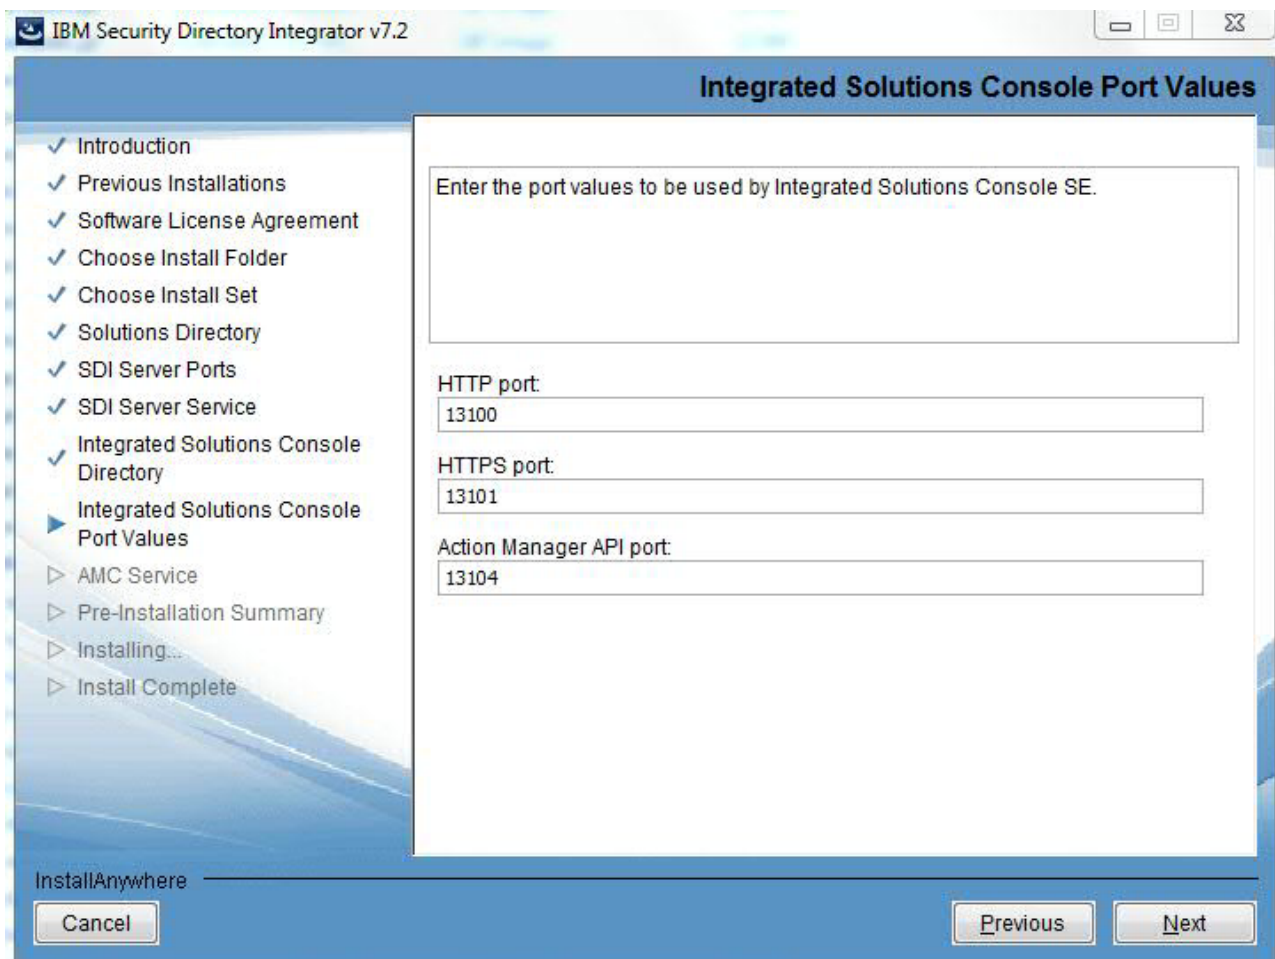 IBM Security Directory Integrator v7.2
Integrated Solutions Console Port Values
Introduction
Previous Installations
Software License Agreement
Choose Install Folder
Choose Install Set
Solutions Directory
SDI Server Ports
SDI Server Service
Integrated Solutions Console
Directory
Integrated Solutions Console
Port Values
AMC Service
Pre-Installation Summary
Installing...
Install Complete
Enter the port values to be used by Integrated Solutions Console SE.
HTTP port:
13100
HTTPS port:
13101
Action Manager API port:
13104
InstallAnywhere
Cancel
Previous
Next